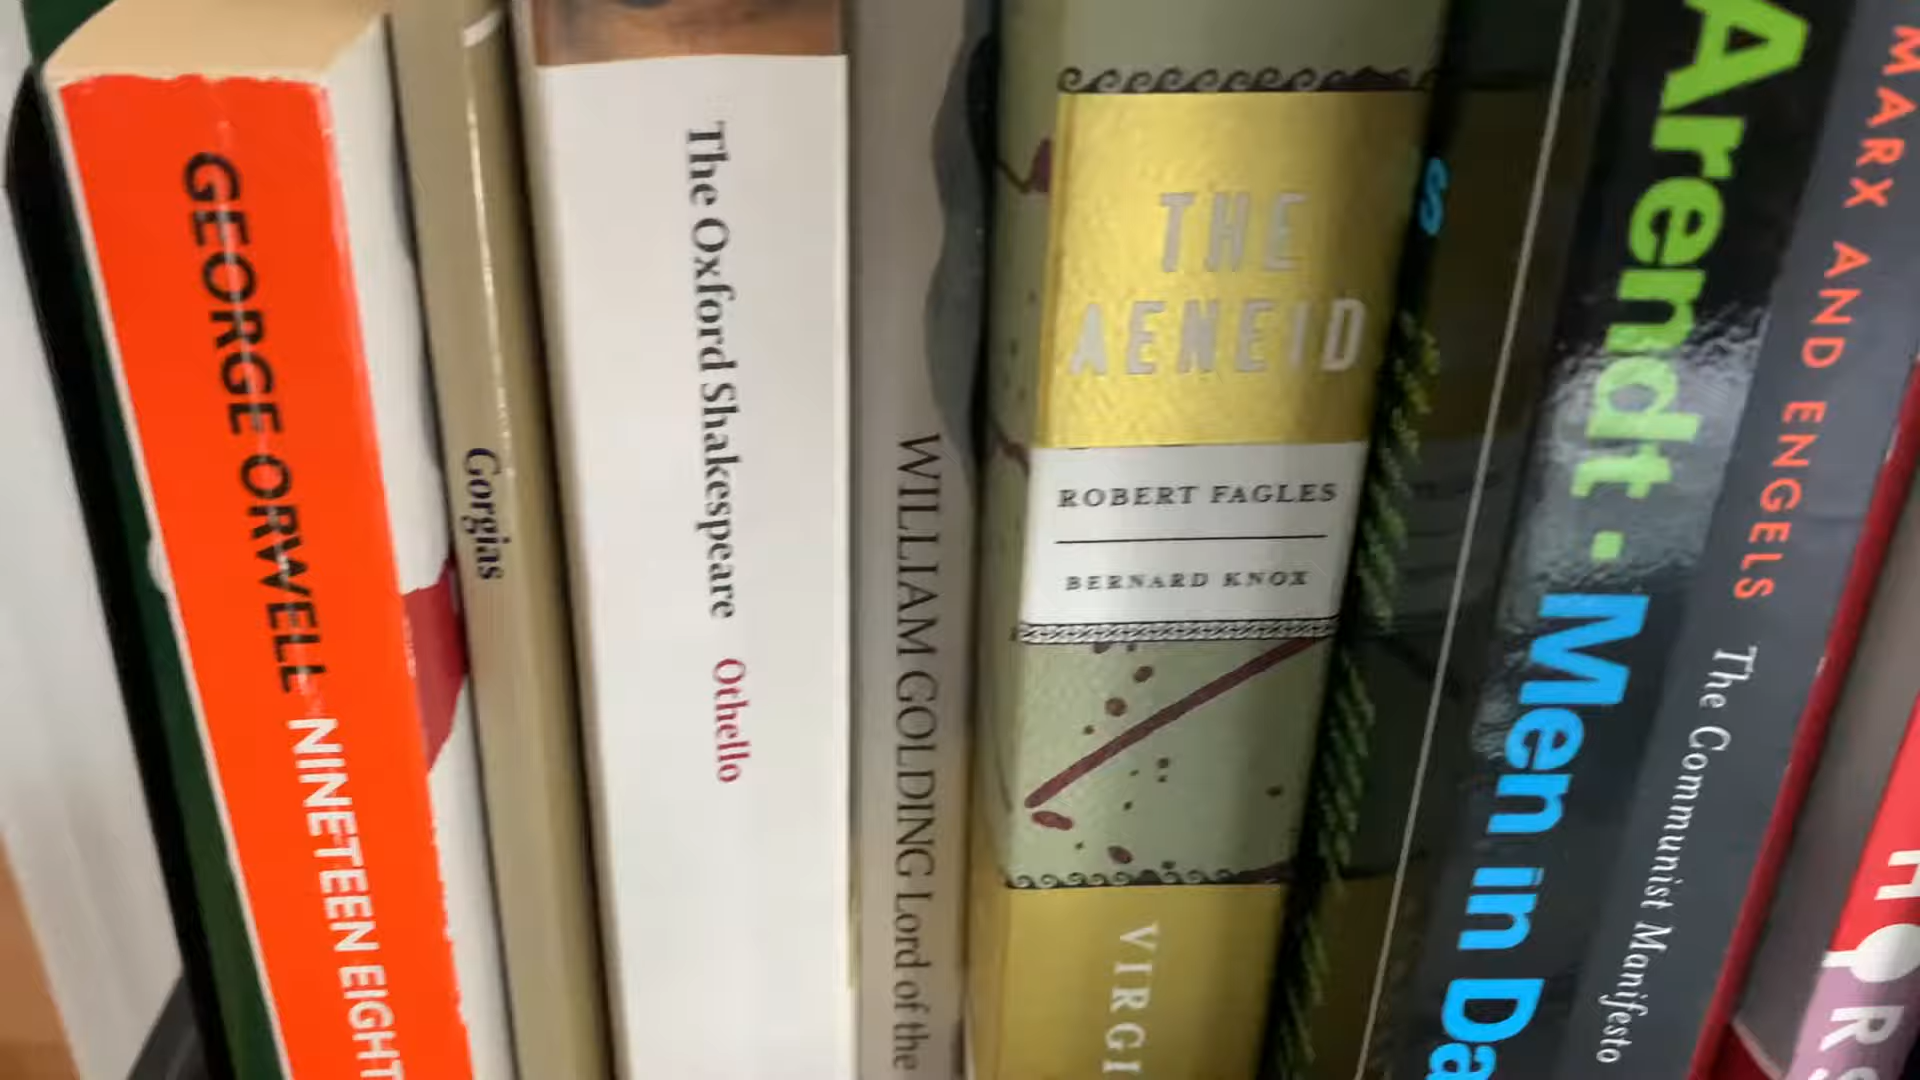 GEORGE ORWELL NINETEEN EIGHT
Gorgias
The Oxford Shakespeare Othello
WILLIAM GOLDING Lord of the
THE
AENEID
ROBERT FAGLES
BERNARD KNOX
VIRGI
s
Arendt · Men in Da
MARX AND ENGELS The Communist Manifesto